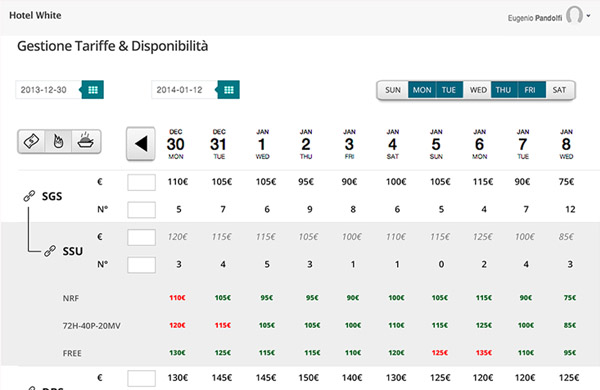 Hotel White
Eugenio Pandolfi
Gestione Tariffe & Disponibilità
2013-12-30 2014-01-12 SUN MON TUE WED THU FRI SAT
DEC DEC JAN JAN JAN JAN JAN JAN JAN JAN
30 31 1 2 3 4 5 6 7 8
MON TUE WED THU FRI SAT SUN MON TUE WED
€ 110€ 105€ 105€ 95€ 90€ 100€ 105€ 115€ 90€ 75€
SGS
N° 5 7 6 9 8 6 5 4 7 12
€ 120€ 115€ 115€ 105€ 100€ 110€ 115€ 125€ 100€ 85€
SSU
N° 3 4 5 3 1 1 0 2 4 3
NRF 110€ 105€ 95€ 95€ 90€ 100€ 105€ 115€ 90€ 75€
72H-40P-20MV 120€ 115€ 105€ 105€ 100€ 110€ 115€ 125€ 100€ 85€
FREE 130€ 125€ 115€ 115€ 110€ 120€ 125€ 135€ 110€ 95€
€ 130€ 145€ 145€ 150€ 140€ 130€ 125€ 120€ 120€ 125€